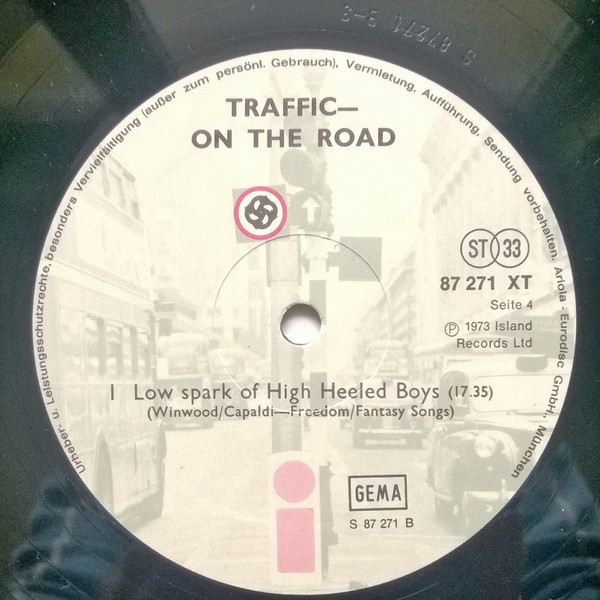 Urheber- u. Leistungsschutzrechte, besonders Vervielfältigung (außer zum persönl. Gebrauch), Vermietung, Aufführung, Sendung vorbehalten. Ariola - Eurodisc GmbH., München
TRAFFIC—
ON THE ROAD
ST 33
87 271 XT
Seite 4
Ⓟ 1973 Island
Records Ltd
1 Low spark of High Heeled Boys (17.35)
(Winwood/Capaldi—Freedom/Fantasy Songs)
i
GEMA
S 87 271 B